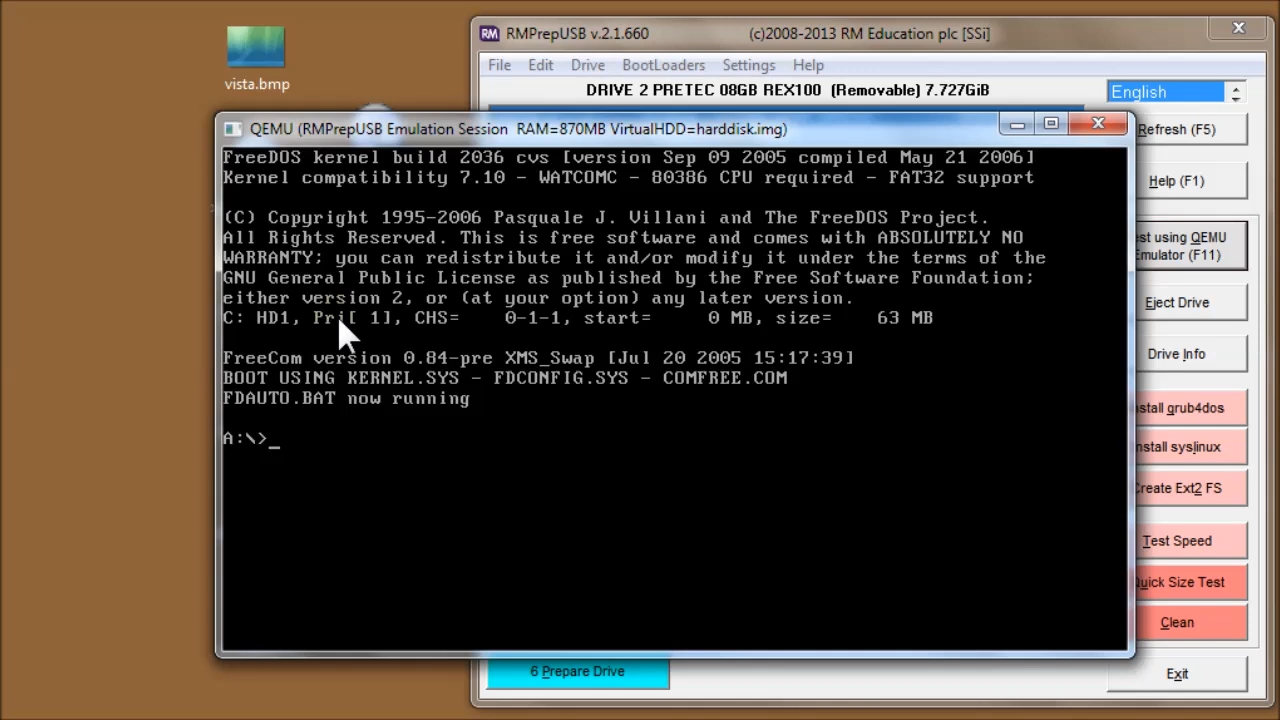 vista.bmp
RM RMPrepUSB v.2.1.660 (c)2008-2013 RM Education plc [SSi]
File Edit Drive BootLoaders Settings Help
DRIVE 2 PRETEC 08GB REX100 (Removable) 7.727GiB
English
QEMU (RMPrepUSB Emulation Session RAM=870MB VirtualHDD=harddisk.img)
FreeDOS kernel build 2036 cvs [version Sep 09 2005 compiled May 21 2006]
Kernel compatibility 7.10 - WATCOMC - 80386 CPU required - FAT32 support
(C) Copyright 1995-2006 Pasquale J. Villani and The FreeDOS Project.
All Rights Reserved. This is free software and comes with ABSOLUTELY NO
WARRANTY; you can redistribute it and/or modify it under the terms of the
GNU General Public License as published by the Free Software Foundation;
either version 2, or (at your option) any later version.
C: HD1, Pri[ 1], CHS= 0-1-1, start= 0 MB, size= 63 MB
FreeCom version 0.84-pre XMS_Swap [Jul 20 2005 15:17:39]
BOOT USING KERNEL.SYS - FDCONFIG.SYS - COMFREE.COM
FDAUTO.BAT now running
A:\>_
Refresh (F5)
Help (F1)
est using QEMU
Emulator (F11)
Eject Drive
Drive Info
nstall grub4dos
nstall syslinux
Create Ext2 FS
Test Speed
Quick Size Test
Clean
6 Prepare Drive
Exit